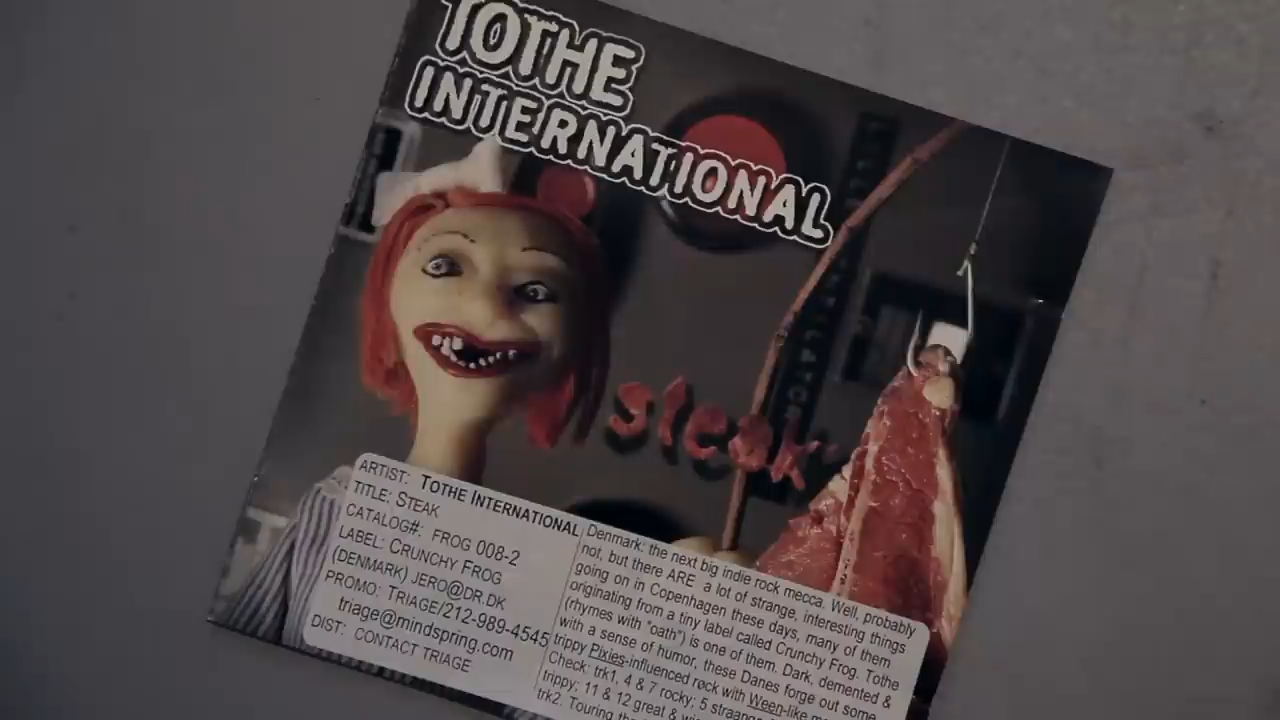 TOTHE
INTERNATIONAL
steak
ARTIST: TOTHE INTERNATIONAL
TITLE: STEAK
CATALOG#: FROG 008-2
LABEL: CRUNCHY FROG
(DENMARK) JERO@DR.DK
PROMO: TRIAGE/212-989-4545
triage@mindspring.com
DIST: CONTACT TRIAGE
Denmark: the next big indie rock mecca. Well, probably
not, but there ARE a lot of strange, interesting things
going on in Copenhagen these days, many of them
originating from a tiny label called Crunchy Frog. Tothe
(rhymes with "oath") is one of them. Dark, demented &
with a sense of humor, these Danes forge out some
trippy Pixies-influenced rock with Ween-like
Check: trk1, 4 & 7 rocky; 5
trippy; 11 & 12 great &
trk2. Touring